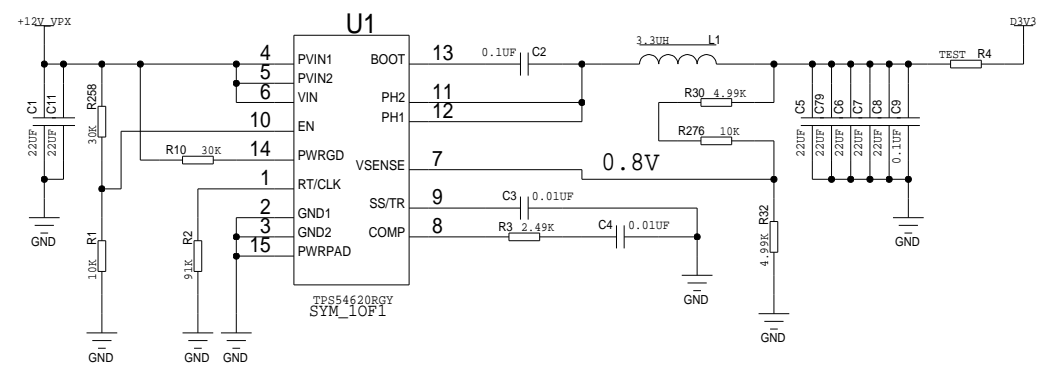 +12V_VPX
U1
D3V3
4 PVIN1
5 PVIN2
6 VIN
10 EN
14 PWRGD
1 RT/CLK
2 GND1
3 GND2
15 PWRPAD
BOOT 13
PH2 11
PH1 12
VSENSE 7
SS/TR 9
COMP 8
TPS54620RGY
SYM_1OF1
C1 22UF
C11 22UF
R258 30K
R10 30K
R1 10K
R2 91K
GND
GND
GND
GND
0.1UF C2
3.3UH L1
R30 4.99K
R276 10K
0.8V
C3 0.01UF
R3 2.49K
C4 0.01UF
GND
R32 4.99K
GND
C5 22UF
C79 22UF
C6 22UF
C7 22UF
C8 22UF
C9 0.1UF
GND
TEST R4